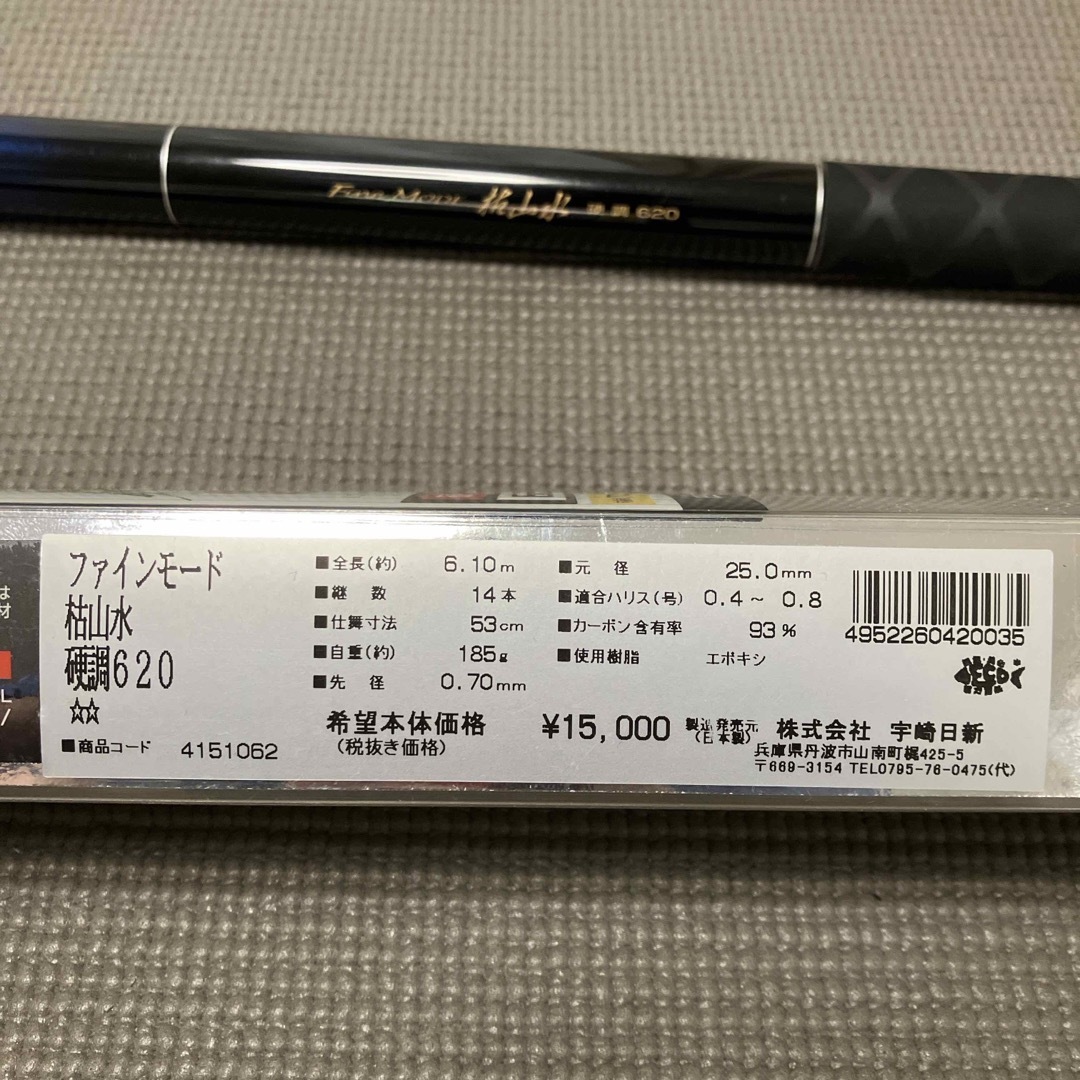 FINE MODE 枯山水 硬調 620
は
材
L
ファインモード
枯山水
硬調620
☆☆
■商品コード 4151062
■全長(約) 6.10m
■継数 14本
■仕舞寸法 53cm
■自重(約) 185g
■先径 0.70mm
■元径 25.0mm
■適合ハリス(号) 0.4~0.8
■カーボン含有率 93%
■使用樹脂 エポキシ
希望本体価格 ¥15,000
(税抜き価格)
発売元 株式会社 宇崎日新
(日本製)
兵庫県丹波市山南町梶425-5
〒669-3154 TEL0795-76-0475(代)
4952260420035